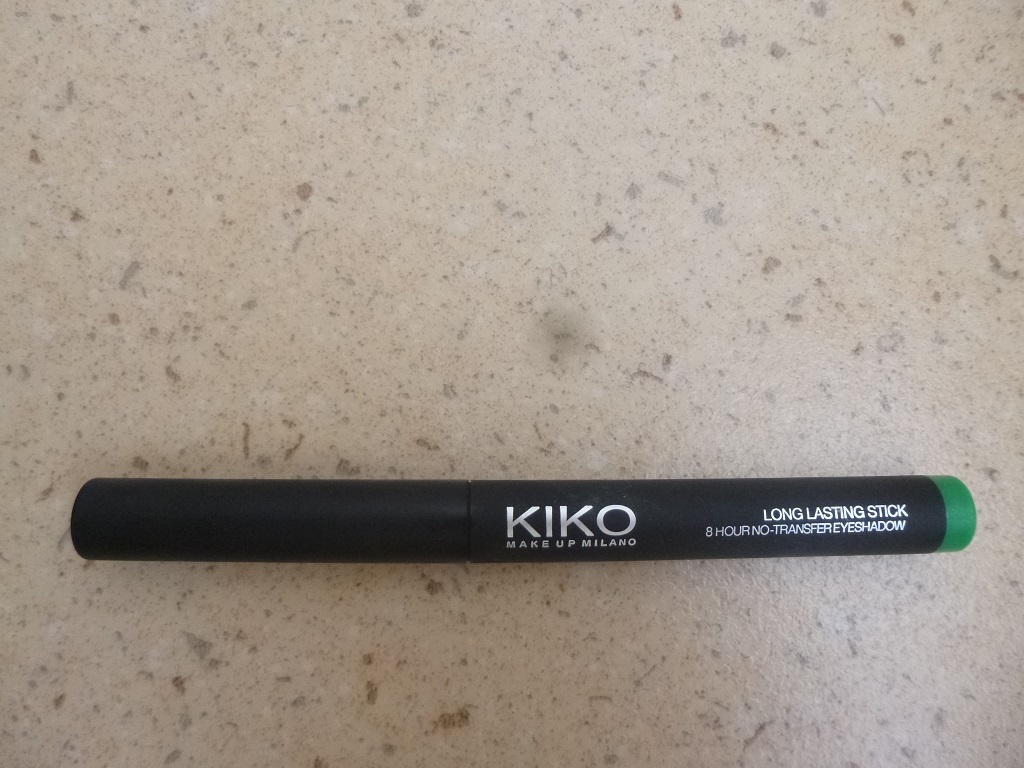 KIKO
MAKE UP MILANO
LONG LASTING STICK
8 HOUR NO-TRANSFER EYESHADOW